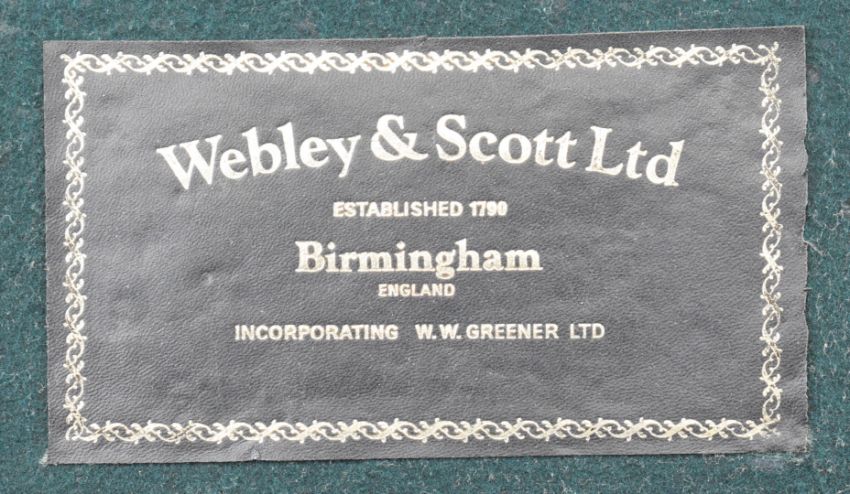 Webley & Scott Ltd
ESTABLISHED 1790
Birmingham
ENGLAND
INCORPORATING W.W. GREENER LTD